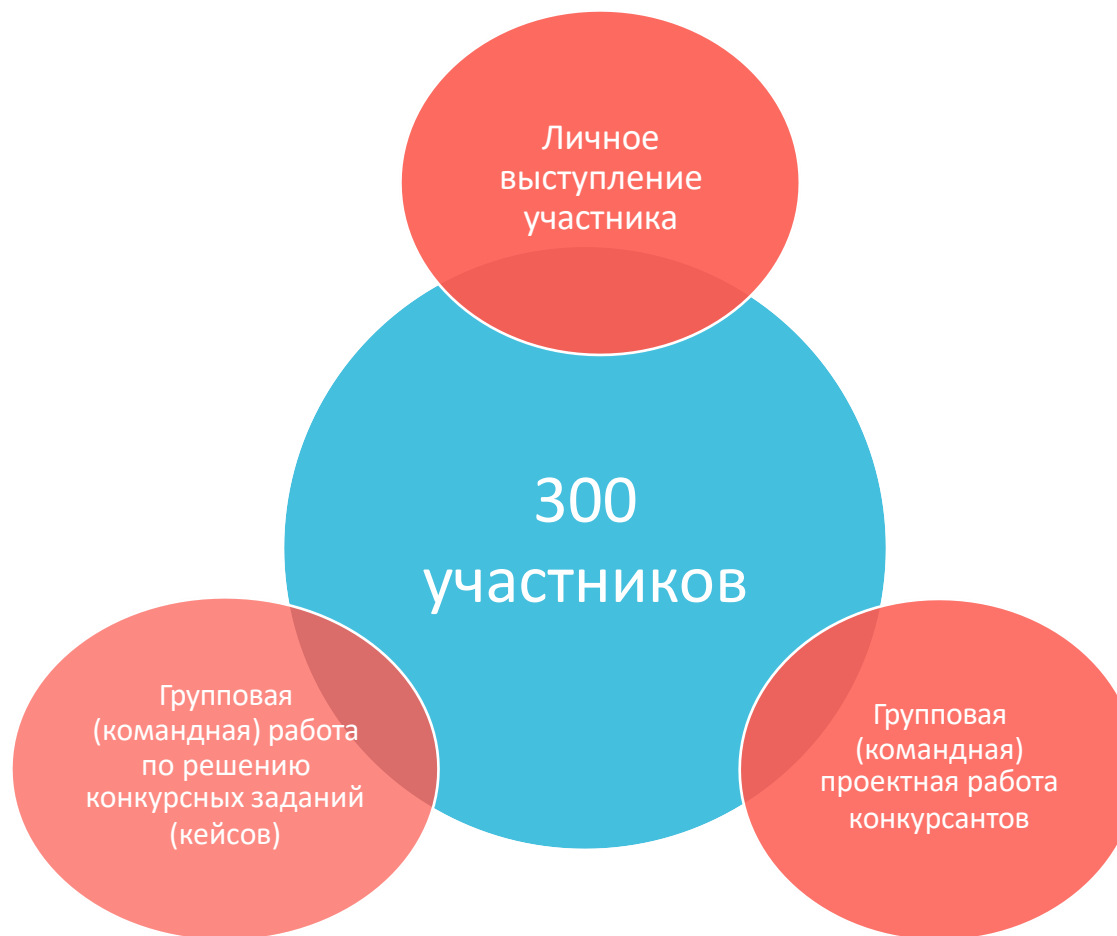 Личное
выступление
участника
300
участников
Групповая
(командная) работа
по решению
конкурсных заданий
(кейсов)
Групповая
(командная)
проектная работа
конкурсантов